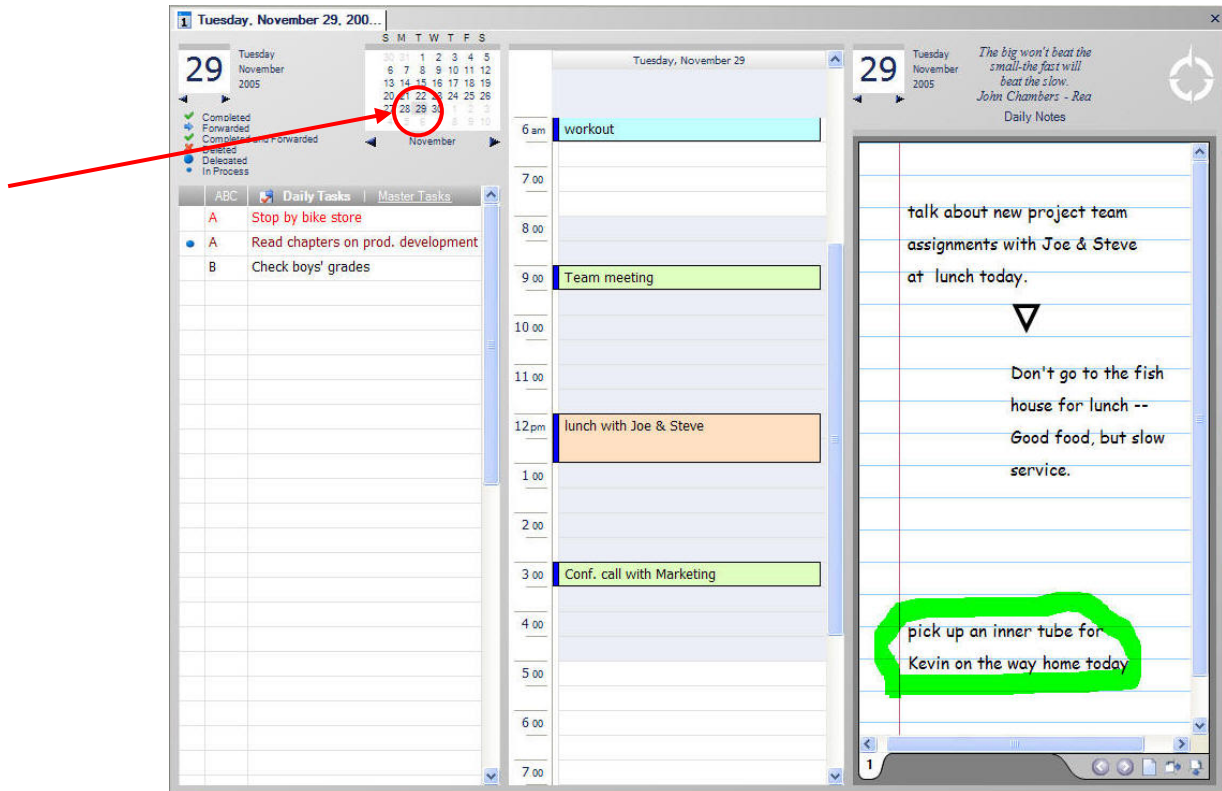 Tuesday, November 29, 200...
29
Tuesday
November
2005
Completed
Forwarded
Completed and Forwarded
Deleted
Delegated
In Process
S M T W T F S
30 31 1 2 3 4 5
6 7 8 9 10 11 12
13 14 15 16 17 18 19
20 21 22 23 24 25 26
27 28 29 30 1 2 3
4 5 6 8 9 10
November
ABC Daily Tasks | Master Tasks
A Stop by bike store
A Read chapters on prod. development
B Check boys' grades
Tuesday, November 29
6 am workout
7 00
8 00
9 00 Team meeting
10 00
11 00
12 pm lunch with Joe & Steve
1 00
2 00
3 00 Conf. call with Marketing
4 00
5 00
6 00
7 00
29
Tuesday
November
2005
The big won't beat the
small-the fast will
beat the slow.
John Chambers - Rea
Daily Notes
talk about new project team
assignments with Joe & Steve
at lunch today.
Don't go to the fish
house for lunch --
Good food, but slow
service.
pick up an inner tube for
Kevin on the way home today
1